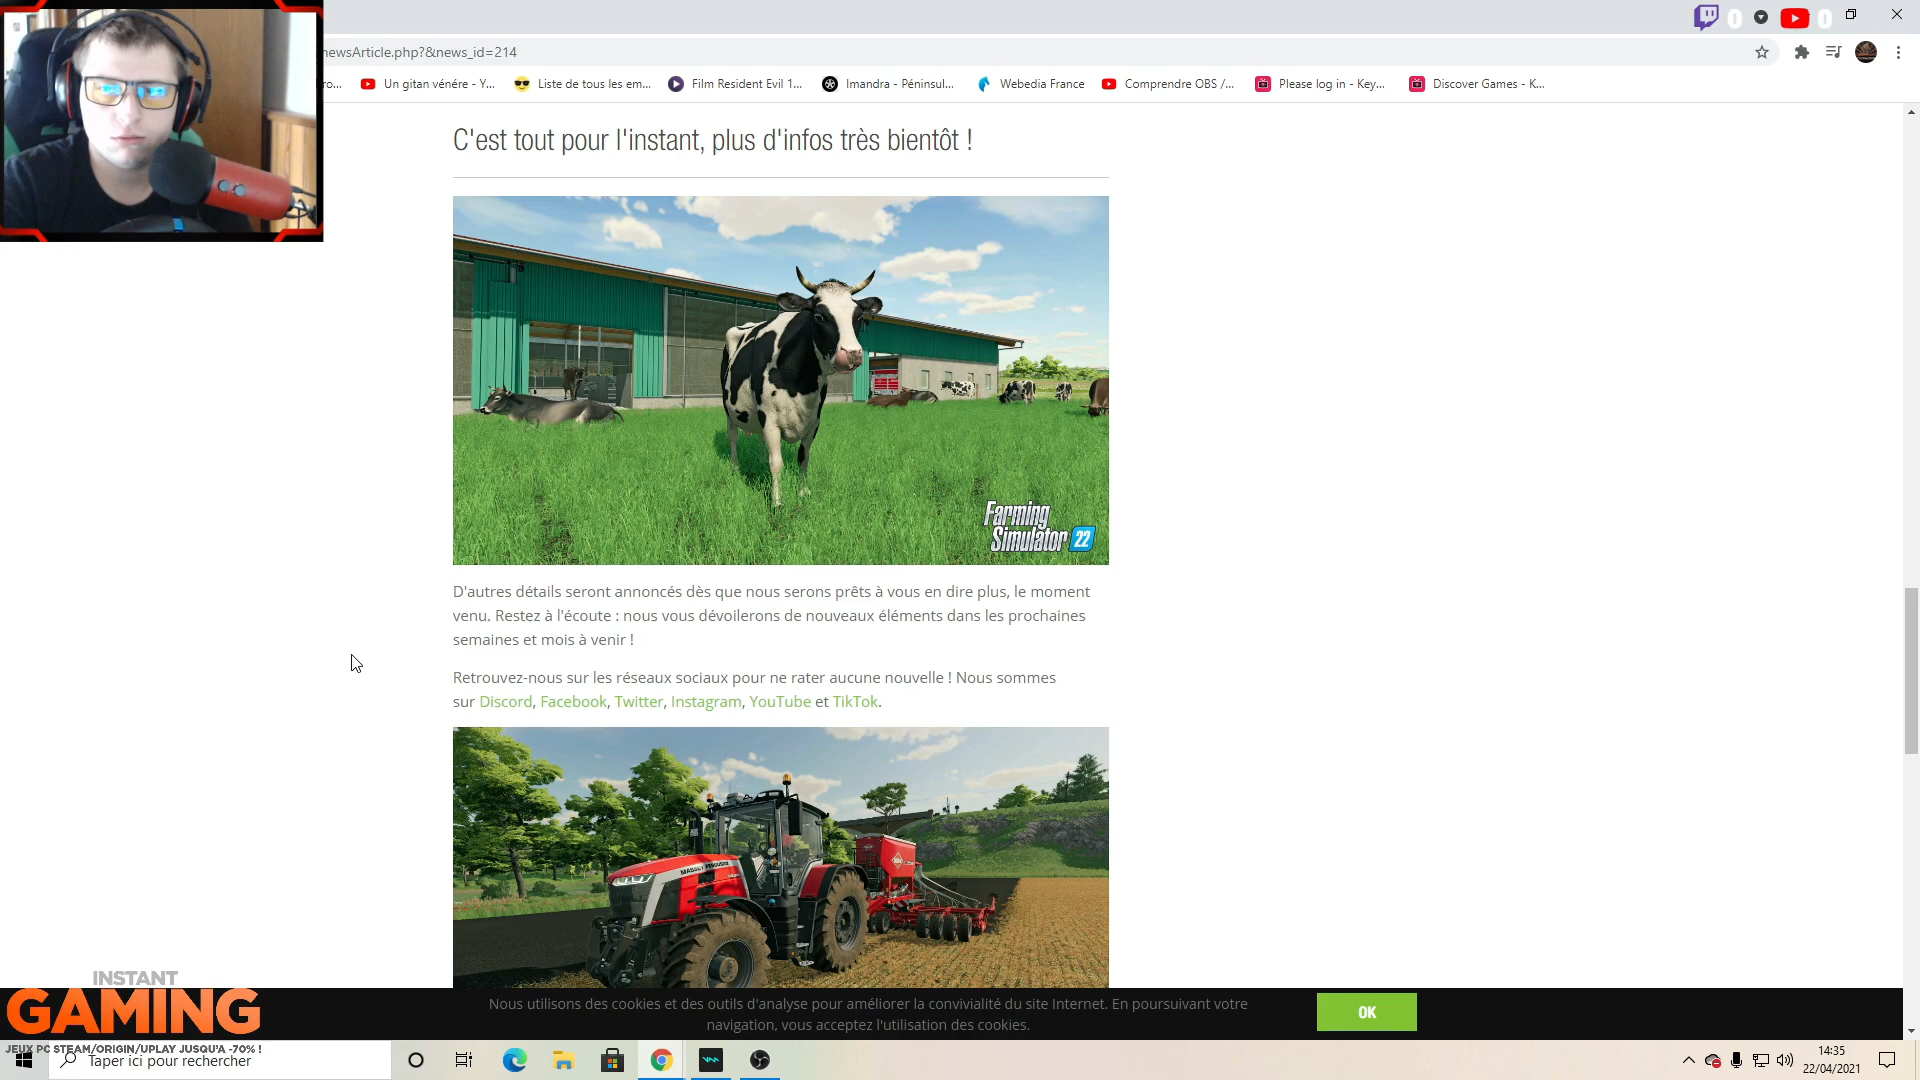 newsArticle.php?&news_id=214
ro...
Un gitan vénére - Y...
Liste de tous les em...
Film Resident Evil 1...
Imandra - Péninsul...
Webedia France
Comprendre OBS /...
Please log in - Key...
Discover Games - K...
C'est tout pour l'instant, plus d'infos très bientôt !
Farming
Simulator 22
D'autres détails seront annoncés dès que nous serons prêts à vous en dire plus, le moment
venu. Restez à l'écoute : nous vous dévoilerons de nouveaux éléments dans les prochaines
semaines et mois à venir !
Retrouvez-nous sur les réseaux sociaux pour ne rater aucune nouvelle ! Nous sommes
sur Discord, Facebook, Twitter, Instagram, YouTube et TikTok.
MASSEY FERGUSON
Nous utilisons des cookies et des outils d'analyse pour améliorer la convivialité du site Internet. En poursuivant votre
navigation, vous acceptez l'utilisation des cookies.
OK
INSTANT
GAMING
JEUX PC STEAM/ORIGIN/UPLAY JUSQU'A -70% !
Taper ici pour rechercher
14:35
22/04/2021